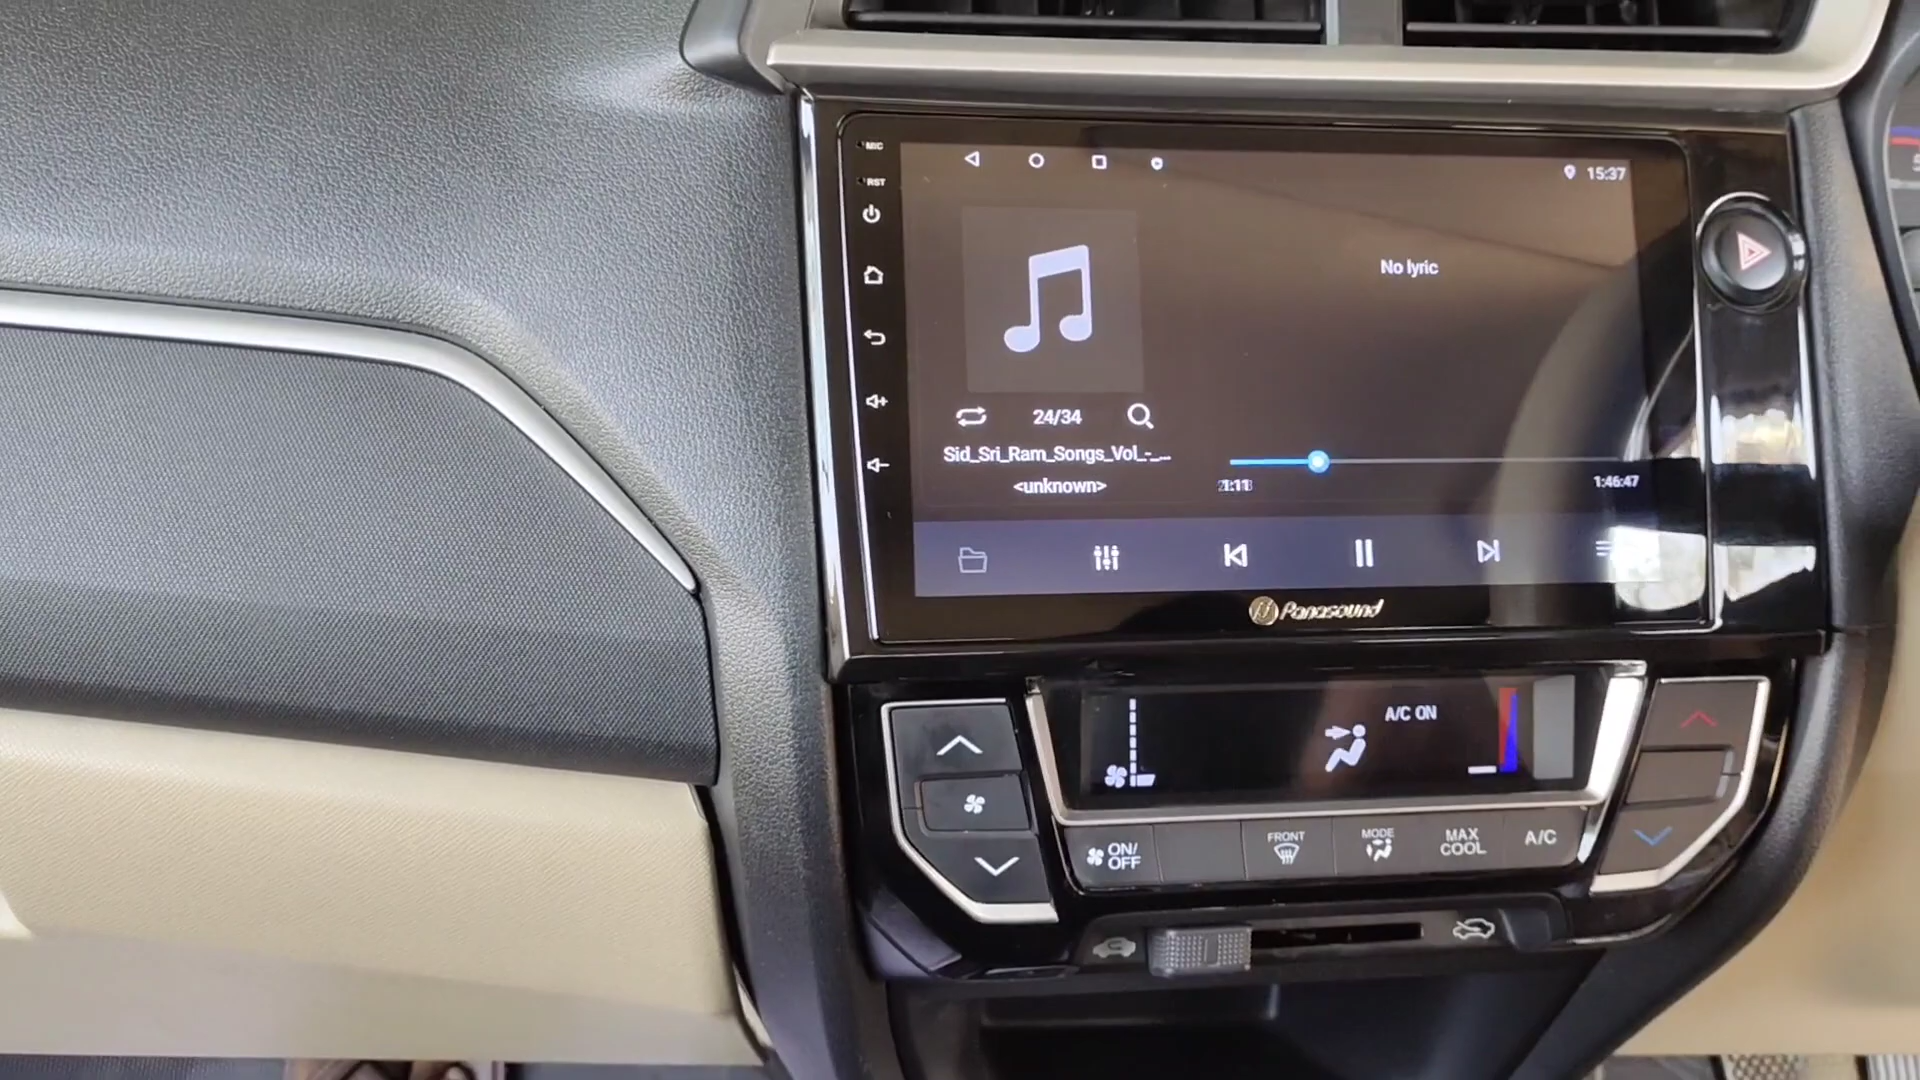 MIC
RST
15:37
No lyric
24/34
Sid_Sri_Ram_Songs_Vol_-_...
<unknown>
1:46:47
Panasound
A/C ON
ON/
OFF
FRONT
MODE
MAX
COOL
A/C